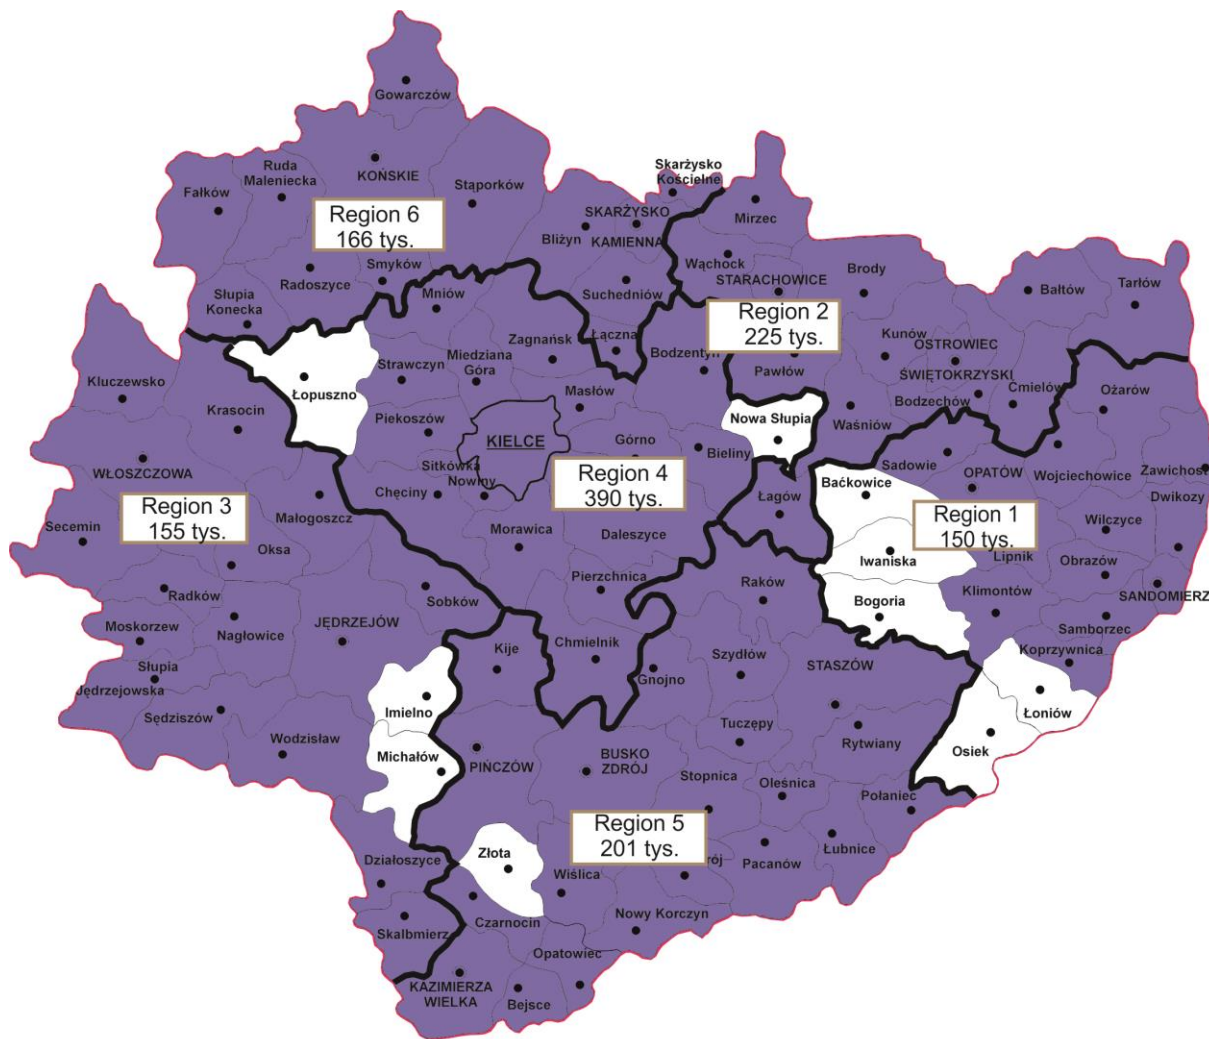 Gowarczów
Ruda
Maleniecka
KOŃSKIE
Stąporków
Fałków
Region 6
166 tys.
Skarżysko
Kościelne
SKARŻYSKO
KAMIENNA
Bliżyn
Mirzec
Wąchock
STARACHOWICE
Brody
Bałtów
Tarłów
Smyków
Radoszyce
Słupia
Konecka
Mniów
Suchedniów
Łączna
Zagnańsk
Bodzentyn
Region 2
225 tys.
Kunów
OSTROWIEC
ŚWIĘTOKRZYSKI
Pawłów
Bodzechów
Ćmielów
Ożarów
Kluczewsko
Łopuszno
Strawczyn
Miedziana
Góra
Masłów
Krasocin
Piekoszów
KIELCE
Górno
Nowa Słupia
Waśniów
Bieliny
Sadowie
OPATÓW
Wojciechowice
Zawichost
WŁOSZCZOWA
Sitkówka
Nowiny
Chęciny
Region 4
390 tys.
Łagów
Baćkowice
Dwikozy
Region 3
155 tys.
Małogoszcz
Region 1
150 tys.
Wilczyce
Secemin
Oksa
Morawica
Daleszyce
Iwaniska
Lipnik
Obrazów
Radków
Sobków
Pierzchnica
Raków
Bogoria
Klimontów
SANDOMIERZ
Moskorzew
Nagłowice
JĘDRZEJÓW
Samborzec
Kije
Chmielnik
Gnojno
Szydłów
STASZÓW
Koprzywnica
Słupia
Jędrzejowska
Sędziszów
Imielno
Łoniów
Wodzisław
Michałów
PIŃCZÓW
BUSKO
ZDRÓJ
Tuczępy
Rytwiany
Osiek
Stopnica
Oleśnica
Połaniec
Region 5
201 tys.
Złota
Działoszyce
Wiślica
rój
Pacanów
Łubnice
Skalbmierz
Czarnocin
Nowy Korczyn
Opatowiec
KAZIMIERZA
WIELKA
Bejsce